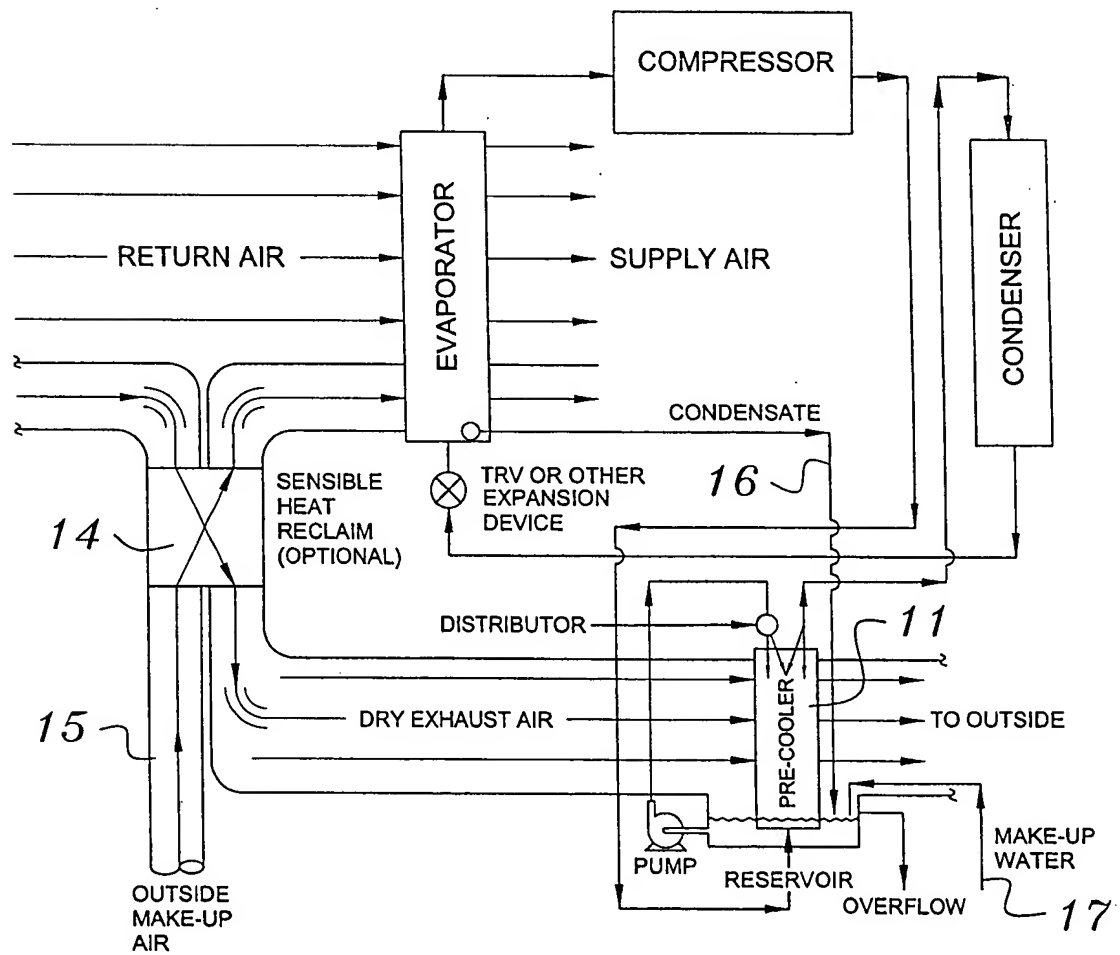 COMPRESSOR
EVAPORATOR
CONDENSER
RETURN AIR
SUPPLY AIR
CONDENSATE
16
TRV OR OTHER
EXPANSION
DEVICE
SENSIBLE
HEAT
RECLAIM
(OPTIONAL)
14
DISTRIBUTOR
11
PRE-COOLER
15
DRY EXHAUST AIR
TO OUTSIDE
PUMP
RESERVOIR
MAKE-UP
WATER
OVERFLOW
17
OUTSIDE
MAKE-UP
AIR